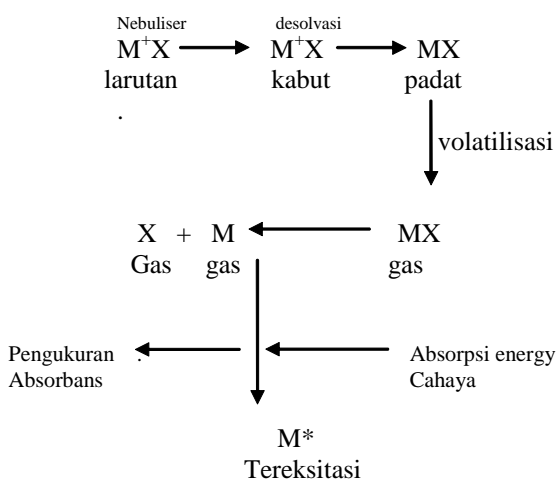 Nebuliser desolvasi
M⁺X M⁺X MX
larutan kabut padat
.
volatilisasi
X + M MX
Gas gas gas
Pengukuran . Absorpsi energy
Absorbans Cahaya
M*
Tereksitasi